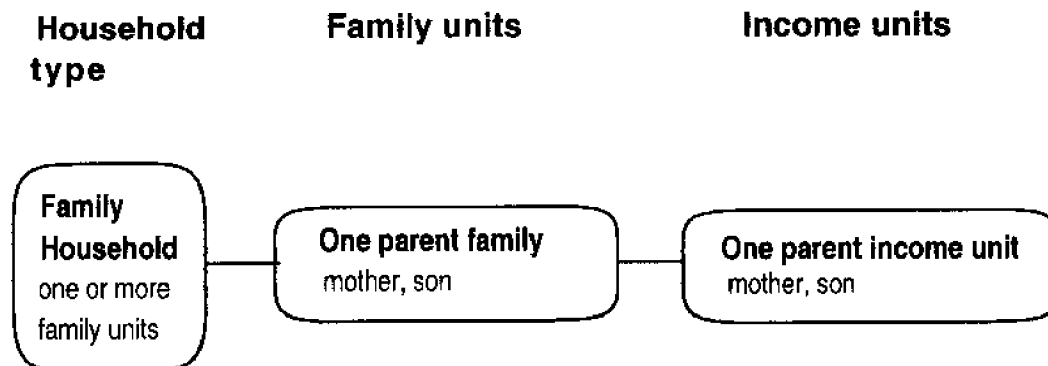 Household type
Family units
Income units
Family
Household
one or more
family units
One parent family
mother, son
One parent income unit
mother, son